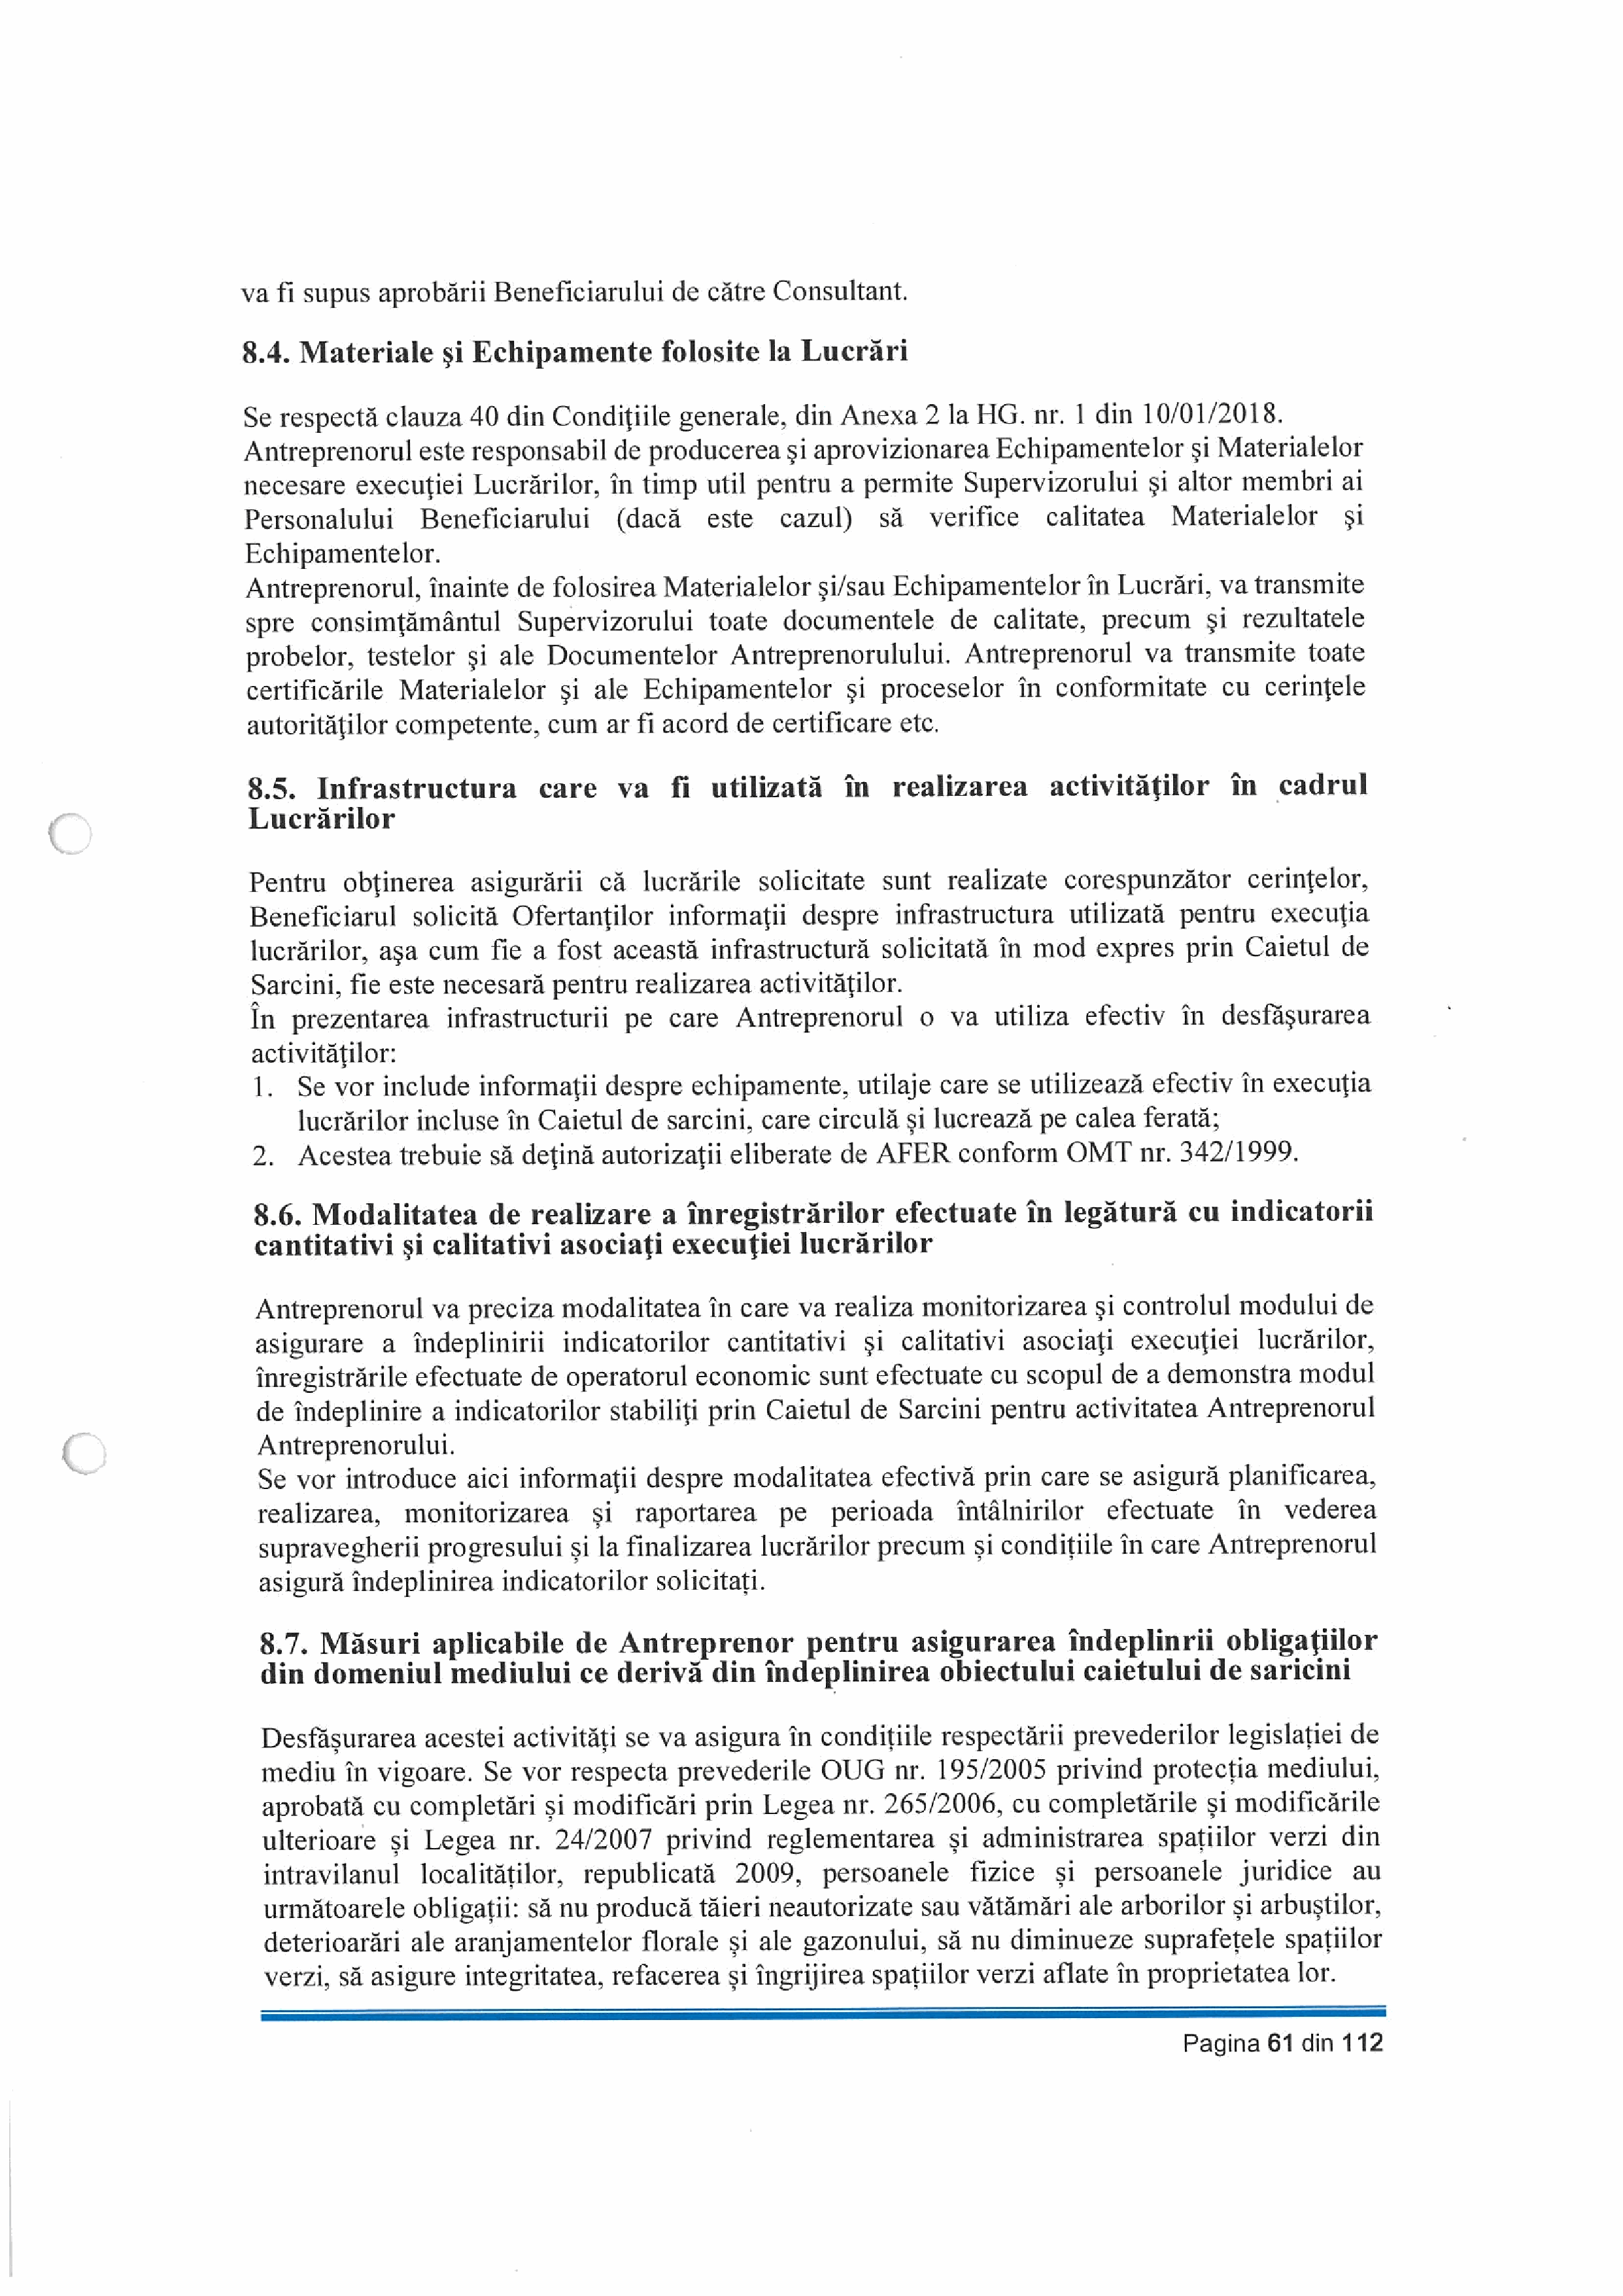 va fi supus aprobării Beneficiarului de către Consultant.
8.4. Materiale şi Echipamente folosite la Lucrări
Se respectă clauza 40 din Condiţiile generale, din Anexa 2 la HG. nr. 1 din 10/01/2018.
Antreprenorul este responsabil de producerea şi aprovizionarea Echipamentelor şi Materialelor
necesare execuţiei Lucrărilor, în timp util pentru a permite Supervizorului şi altor membri ai
Personalului Beneficiarului (dacă este cazul) să verifice calitatea Materialelor şi
Echipamentelor.
Antreprenorul, înainte de folosirea Materialelor şi/sau Echipamentelor în Lucrări, va transmite
spre consimţământul Supervizorului toate documentele de calitate, precum şi rezultatele
probelor, testelor şi ale Documentelor Antreprenorulului. Antreprenorul va transmite toate
certificările Materialelor şi ale Echipamentelor şi proceselor în conformitate cu cerinţele
autorităţilor competente, cum ar fi acord de certificare etc.
8.5. Infrastructura care va fi utilizată în realizarea activităţilor în cadrul
Lucrărilor
Pentru obţinerea asigurării că lucrările solicitate sunt realizate corespunzător cerinţelor,
Beneficiarul solicită Ofertanţilor informaţii despre infrastructura utilizată pentru execuţia
lucrărilor, aşa cum fie a fost această infrastructură solicitată în mod expres prin Caietul de
Sarcini, fie este necesară pentru realizarea activităţilor.
În prezentarea infrastructurii pe care Antreprenorul o va utiliza efectiv în desfăşurarea
activităţilor:
1. Se vor include informaţii despre echipamente, utilaje care se utilizează efectiv în execuţia
lucrărilor incluse în Caietul de sarcini, care circulă și lucrează pe calea ferată;
2. Acestea trebuie să deţină autorizaţii eliberate de AFER conform OMT nr. 342/1999.
8.6. Modalitatea de realizare a înregistrărilor efectuate în legătură cu indicatorii
cantitativi şi calitativi asociaţi execuţiei lucrărilor
Antreprenorul va preciza modalitatea în care va realiza monitorizarea şi controlul modului de
asigurare a îndeplinirii indicatorilor cantitativi şi calitativi asociaţi execuţiei lucrărilor,
înregistrările efectuate de operatorul economic sunt efectuate cu scopul de a demonstra modul
de îndeplinire a indicatorilor stabiliţi prin Caietul de Sarcini pentru activitatea Antreprenorul
Antreprenorului.
Se vor introduce aici informaţii despre modalitatea efectivă prin care se asigură planificarea,
realizarea, monitorizarea și raportarea pe perioada întâlnirilor efectuate în vederea
supravegherii progresului și la finalizarea lucrărilor precum și condițiile în care Antreprenorul
asigură îndeplinirea indicatorilor solicitați.
8.7. Măsuri aplicabile de Antreprenor pentru asigurarea îndeplinrii obligaţiilor
din domeniul mediului ce derivă din îndeplinirea obiectului caietului de saricini
Desfășurarea acestei activități se va asigura în condițiile respectării prevederilor legislației de
mediu în vigoare. Se vor respecta prevederile OUG nr. 195/2005 privind protecția mediului,
aprobată cu completări și modificări prin Legea nr. 265/2006, cu completările și modificările
ulterioare și Legea nr. 24/2007 privind reglementarea și administrarea spațiilor verzi din
intravilanul localităților, republicată 2009, persoanele fizice și persoanele juridice au
următoarele obligații: să nu producă tăieri neautorizate sau vătămări ale arborilor și arbuștilor,
deteriorări ale aranjamentelor florale și ale gazonului, să nu diminueze suprafețele spațiilor
verzi, să asigure integritatea, refacerea și îngrijirea spațiilor verzi aflate în proprietatea lor.
Pagina 61 din 112